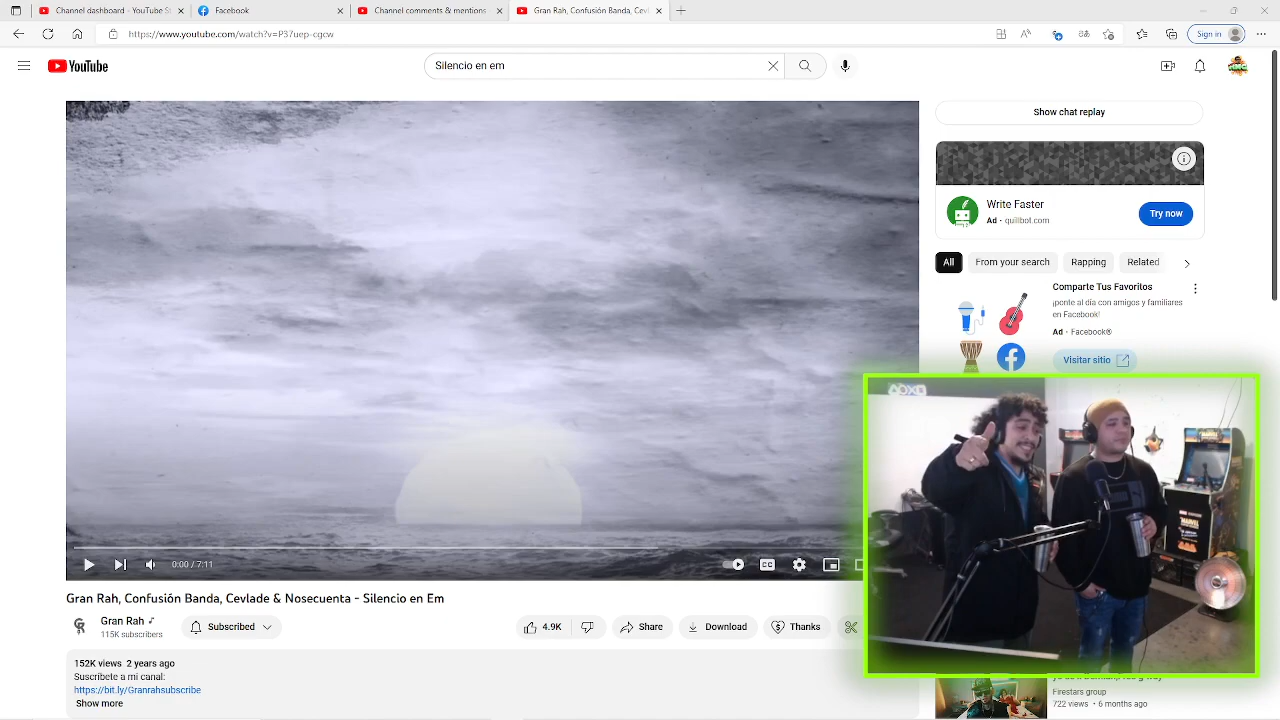 Channel dashboard - YouTube St
Facebook
Channel comments & mentions
Gran Rah, Confusión Banda, Cevl
https://www.youtube.com/watch?v=P37uep-cgcw
Sign in
YouTube
Silencio en em
Show chat replay
Write Faster
Ad · quillbot.com
Try now
All
From your search
Rapping
Related
Comparte Tus Favoritos
¡ponte al día con amigos y familiares
en Facebook!
Ad · Facebook®
Visitar sitio
0:00 / 7:11
CC
Gran Rah, Confusión Banda, Cevlade & Nosecuenta - Silencio en Em
Gran Rah
115K subscribers
Subscribed
4.9K
Share
Download
Thanks
152K views 2 years ago
Suscríbete a mi canal:
https://bit.ly/Granrahsubscribe
Show more
Firestars group
722 views · 6 months ago